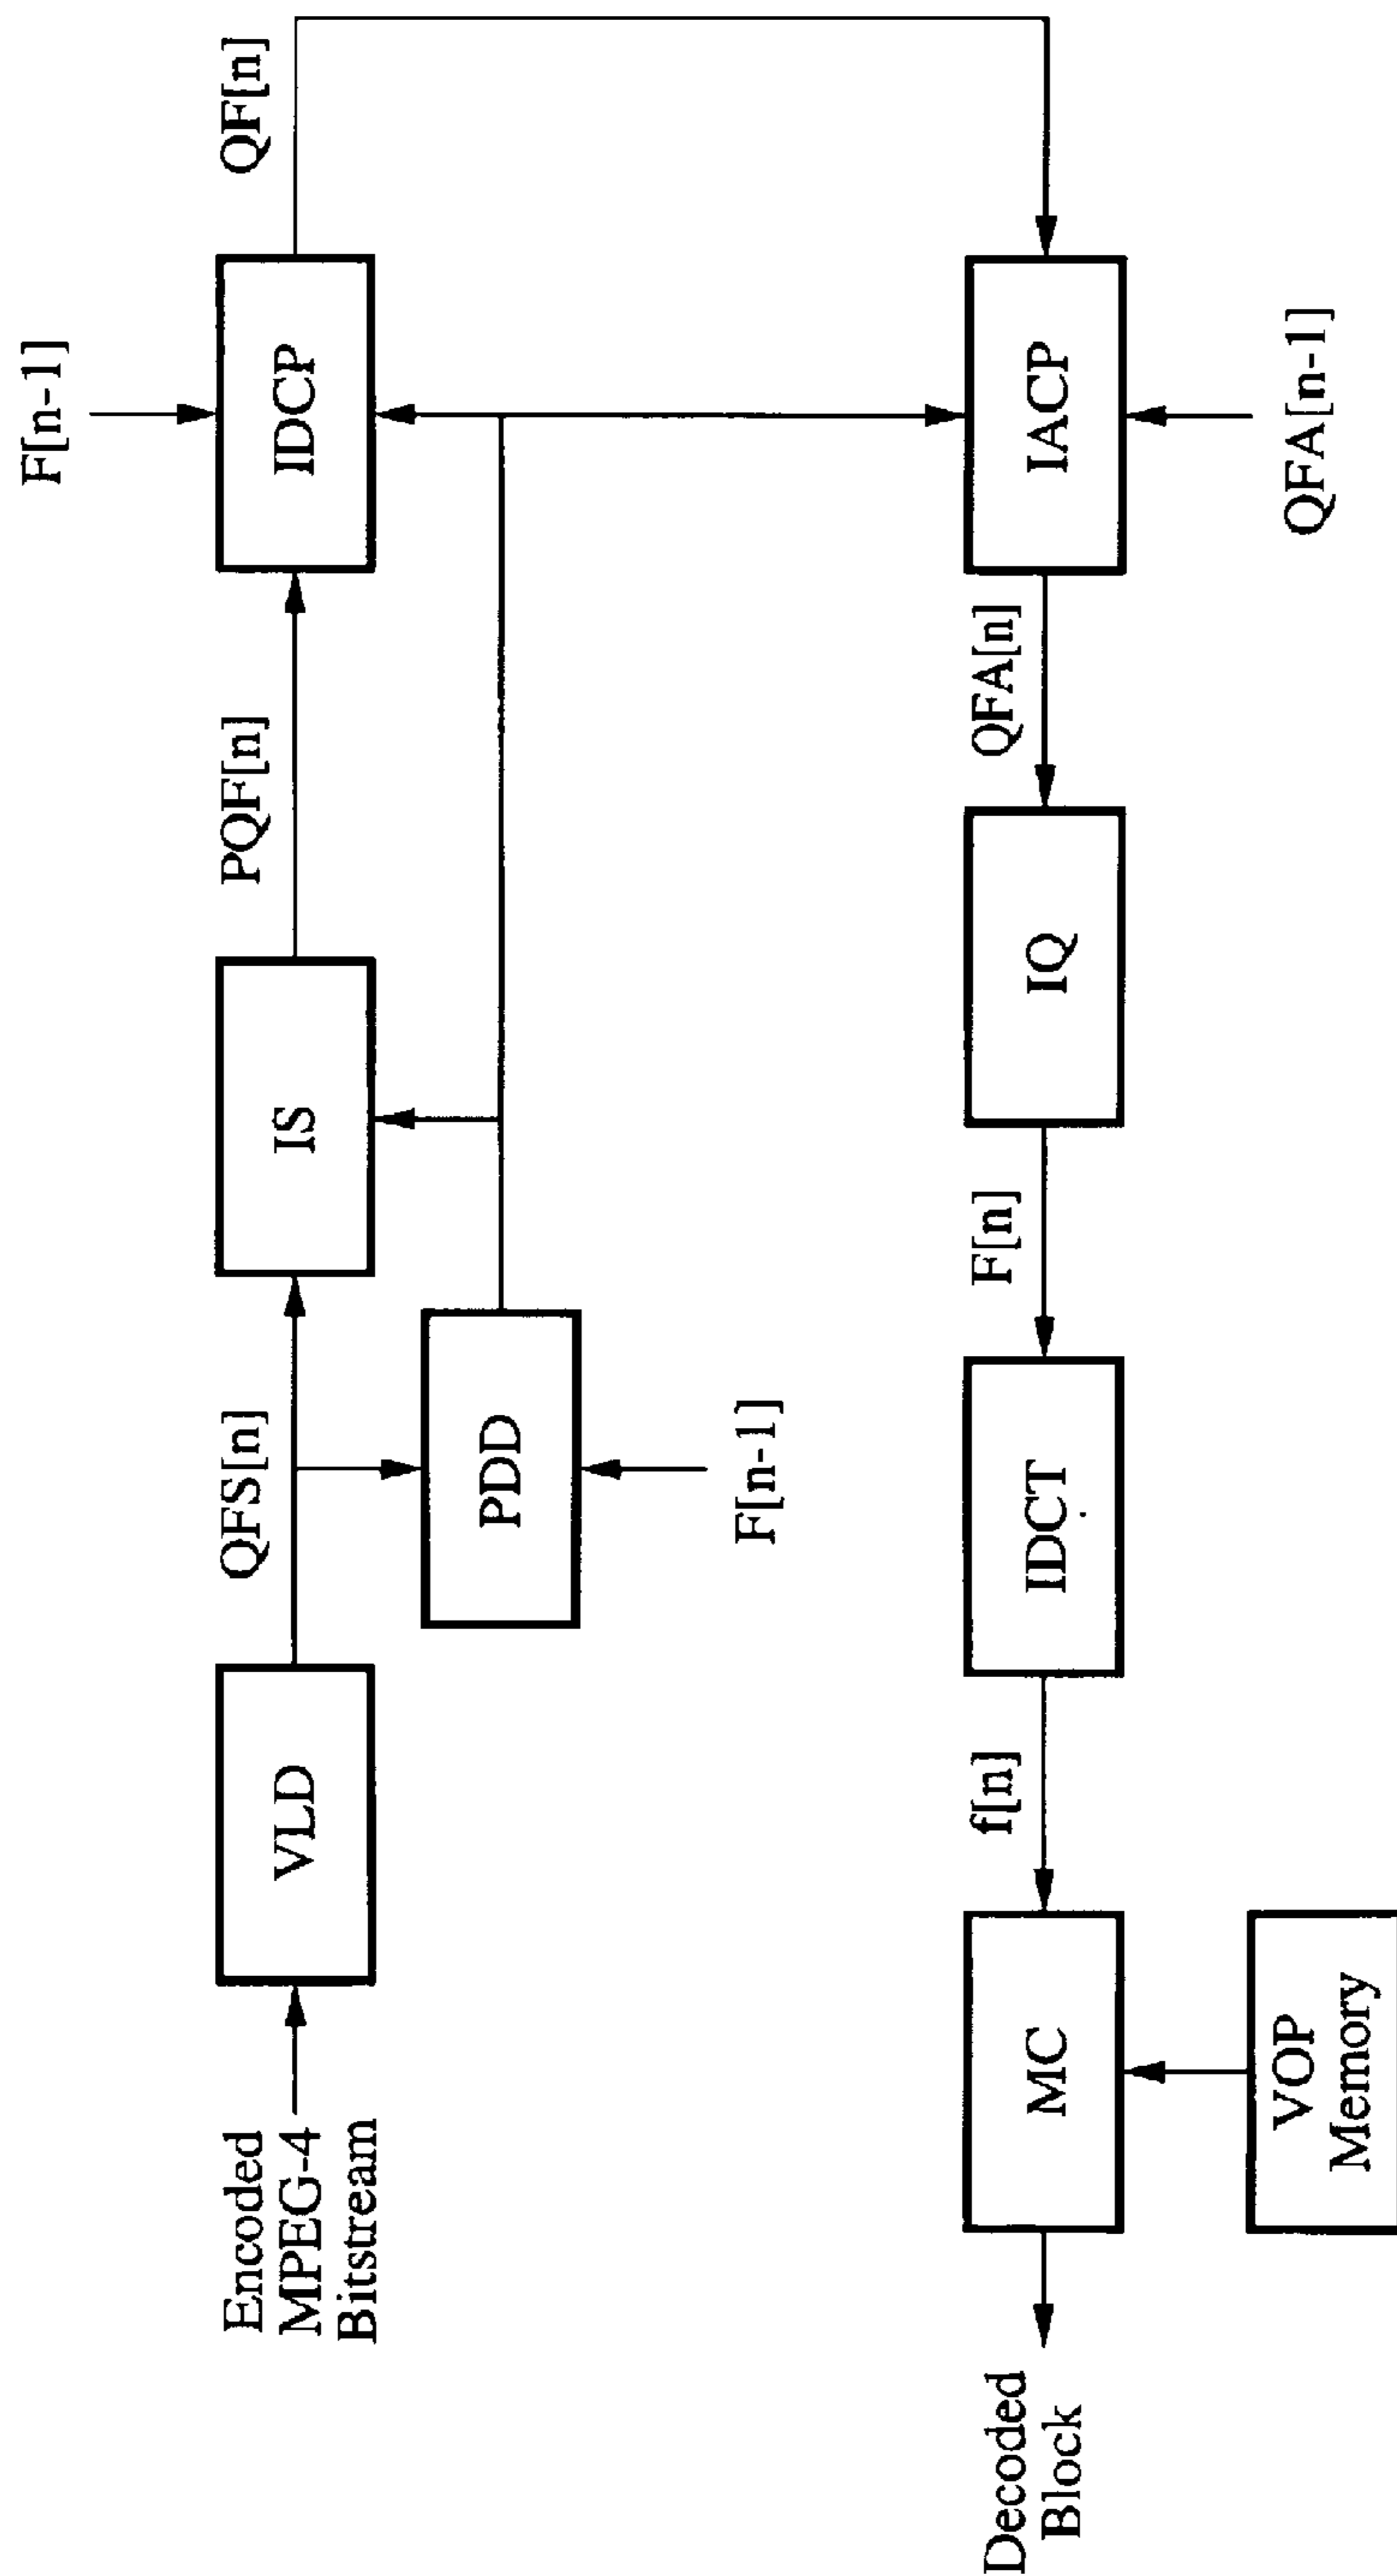 Encoded
MPEG-4
Bitstream
VLD
QFS[n]
IS
PQF[n]
IDCP
QF[n]
F[n-1]
PDD
F[n-1]
Decoded
Block
MC
f[n]
IDCT
F[n]
IQ
QFA[n]
IACP
QFA[n-1]
VOP
Memory